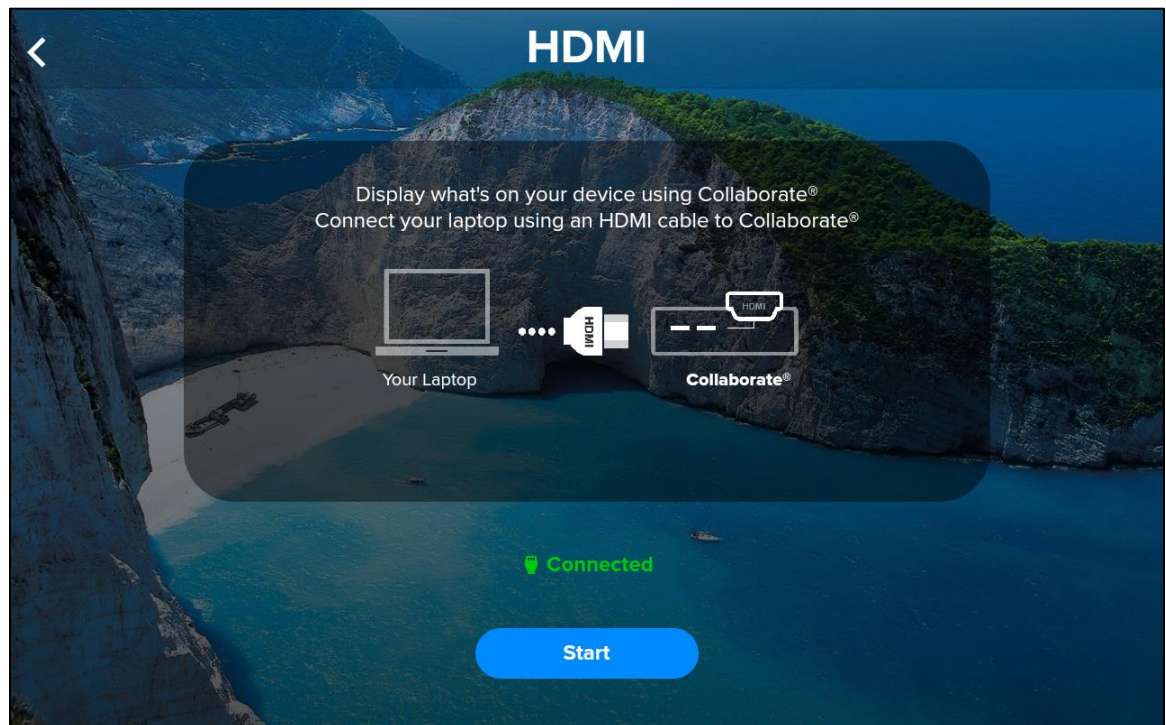 HDMI
Display what's on your device using Collaborate®
Connect your laptop using an HDMI cable to Collaborate®
HDMI
HDMI
Your Laptop
Collaborate®
Connected
Start